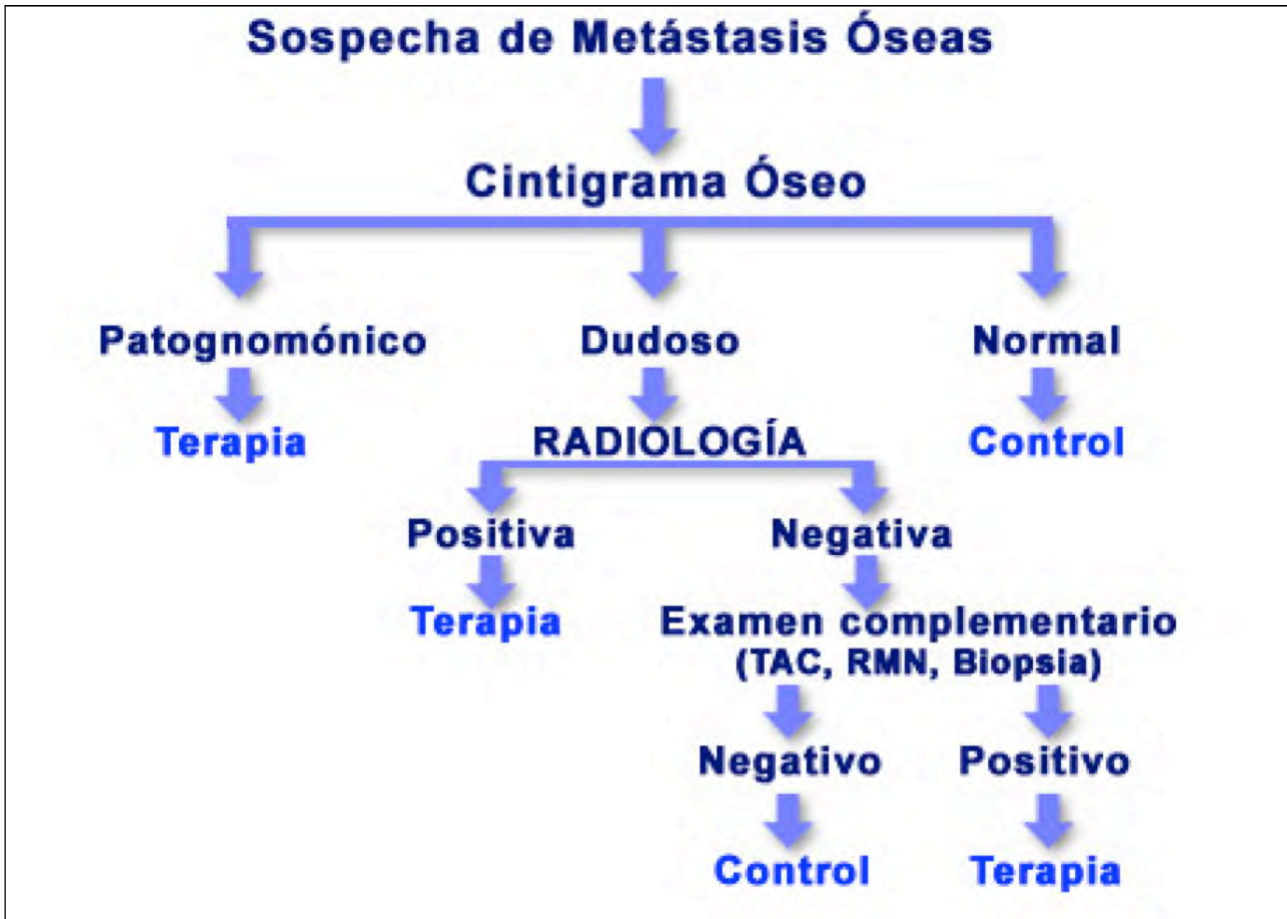 Sospecha de Metástasis Óseas
Cintigrama Óseo
Patognomónico
Dudoso
Normal
Terapia
RADIOLOGÍA
Control
Positiva
Negativa
Terapia
Examen complementario
(TAC, RMN, Biopsia)
Negativo
Positivo
Control
Terapia